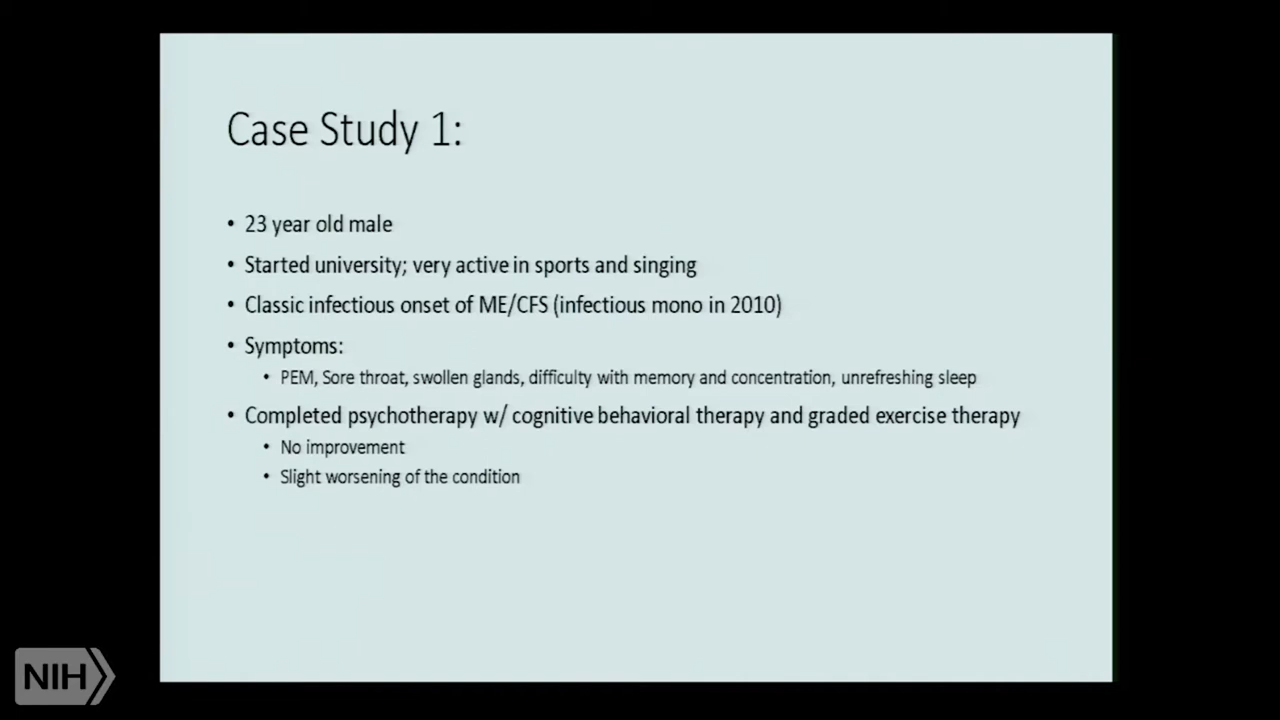 Case Study 1:
• 23 year old male
• Started university; very active in sports and singing
• Classic infectious onset of ME/CFS (infectious mono in 2010)
• Symptoms:
• PEM, Sore throat, swollen glands, difficulty with memory and concentration, unrefreshing sleep
• Completed psychotherapy w/ cognitive behavioral therapy and graded exercise therapy
• No improvement
• Slight worsening of the condition
NIH